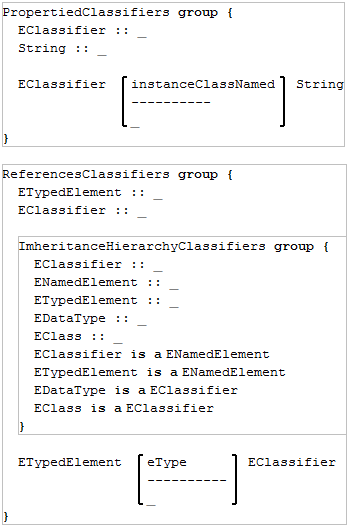 PropertiedClassifiers group {
EClassifier :: _
String :: _
EClassifier [ instanceClassNamed ] String
----------
_
}
ReferencesClassifiers group {
ETypedElement :: _
EClassifier :: _
ImheritanceHierarchyClassifiers group {
EClassifier :: _
ENamedElement :: _
ETypedElement :: _
EDataType :: _
EClass :: _
EClassifier is a ENamedElement
ETypedElement is a ENamedElement
EDataType is a EClassifier
EClass is a EClassifier
}
ETypedElement [ eType ] EClassifier
----------
_
}